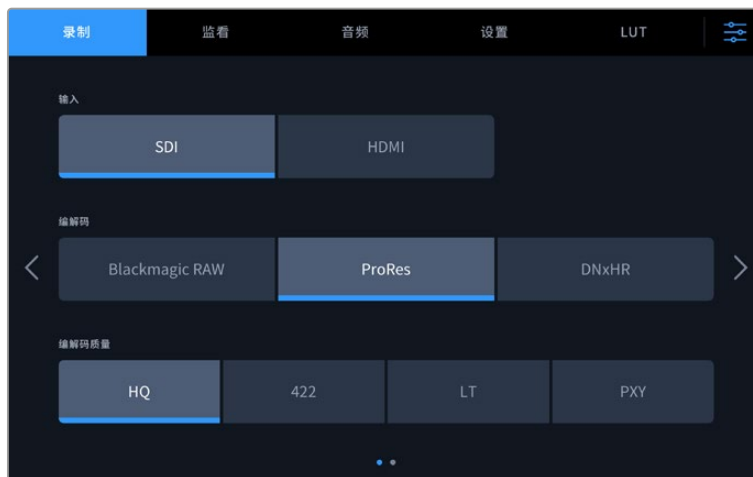 录制 监看 音频 设置 LUT
输入
SDI HDMI
编解码
Blackmagic RAW ProRes DNxHR
编解码质量
HQ 422 LT PXY